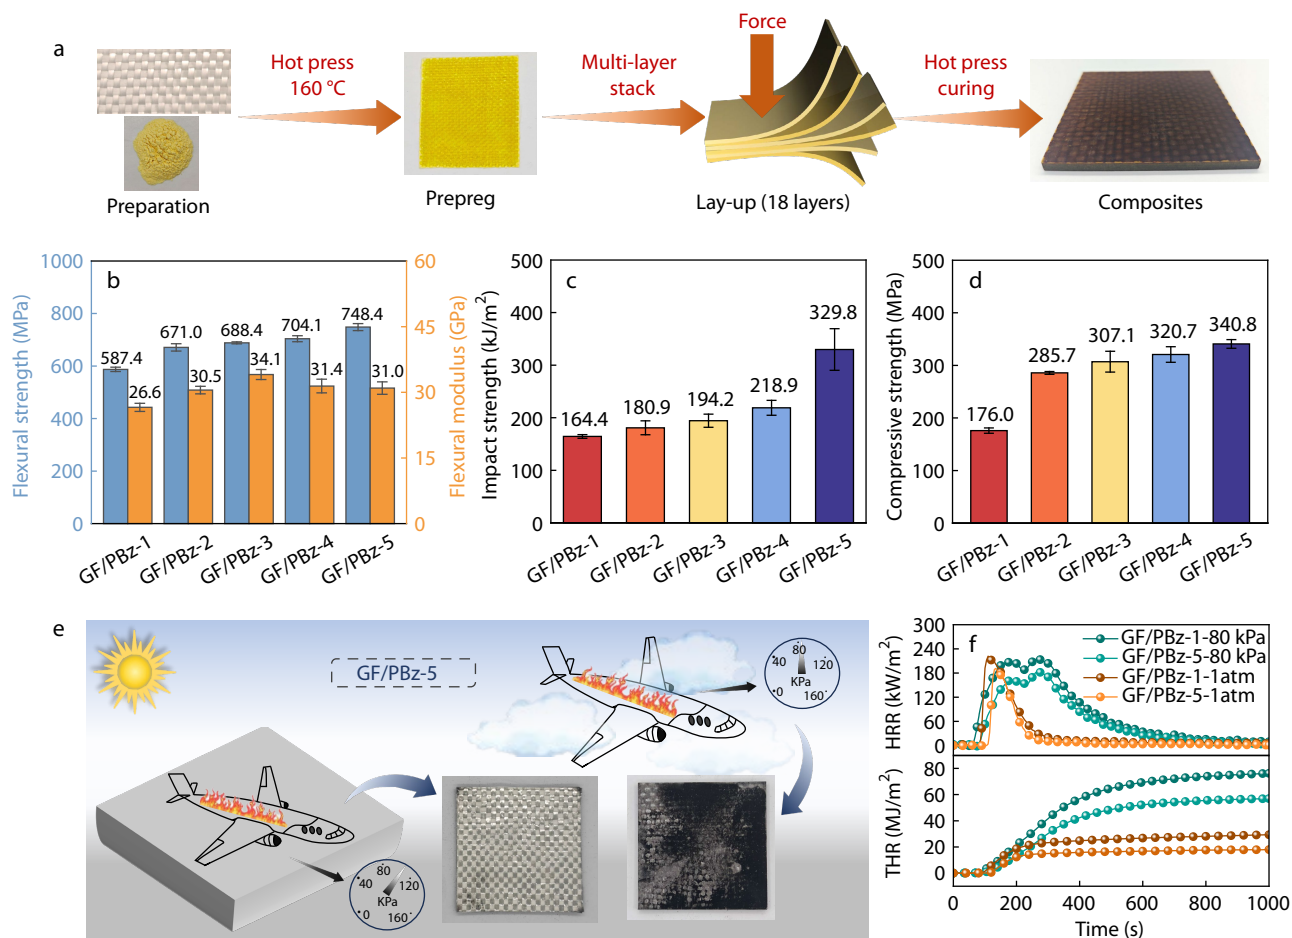 a
Hot press
160 °C
Multi-layer
stack
Force
Hot press
curing
Preparation
Prepreg
Lay-up (18 layers)
Composites
b
Flexural strength (MPa)
1000
800
600
400
200
0
587.4
671.0
688.4
704.1
748.4
26.6
30.5
34.1
31.4
31.0
60
45
30
15
0
Flexural modulus (GPa)
GF/PBz-1
GF/PBz-2
GF/PBz-3
GF/PBz-4
GF/PBz-5
c
Impact strength (kJ/m²)
500
400
300
200
100
0
164.4
180.9
194.2
218.9
329.8
GF/PBz-1
GF/PBz-2
GF/PBz-3
GF/PBz-4
GF/PBz-5
d
Compressive strength (MPa)
500
400
300
200
100
0
176.0
285.7
307.1
320.7
340.8
GF/PBz-1
GF/PBz-2
GF/PBz-3
GF/PBz-4
GF/PBz-5
e
GF/PBz-5
80
40 120
KPa
0 160
80
40 120
KPa
0 160
f
HRR (kW/m²)
300
240
180
120
60
0
GF/PBz-1-80 kPa
GF/PBz-5-80 kPa
GF/PBz-1-1atm
GF/PBz-5-1atm
THR (MJ/m²)
80
60
40
20
0
0 200 400 600 800 1000
Time (s)